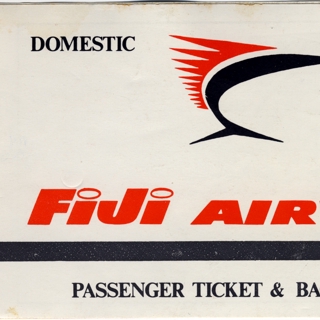 DOMESTIC
FIJI AIR
PASSENGER TICKET & BA